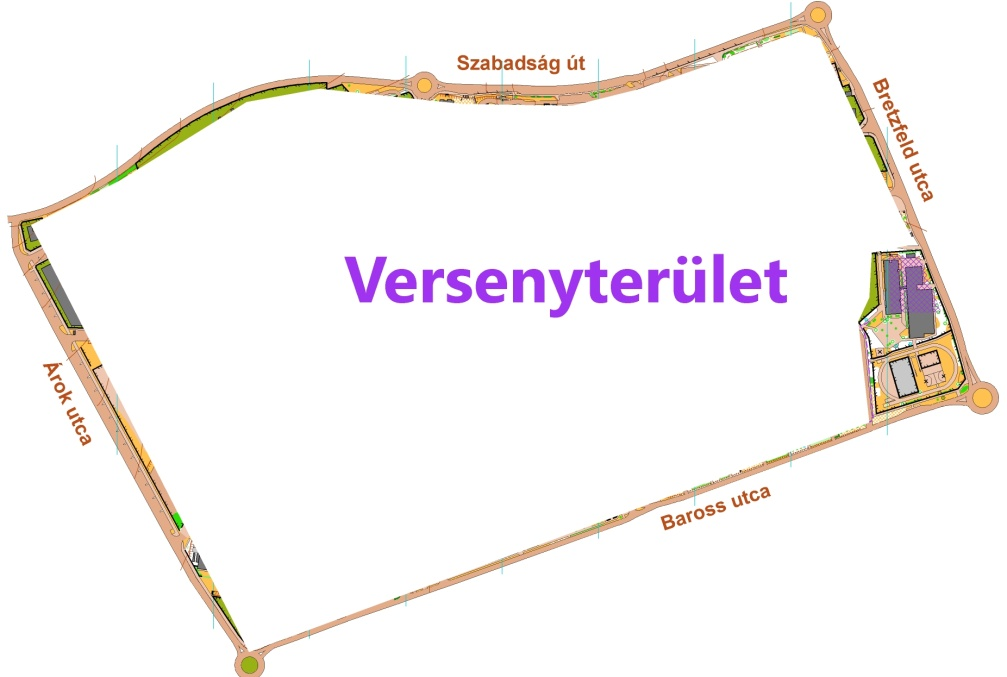 Szabadság út
Bretzfeld utca
Versenyterület
Árok utca
Baross utca